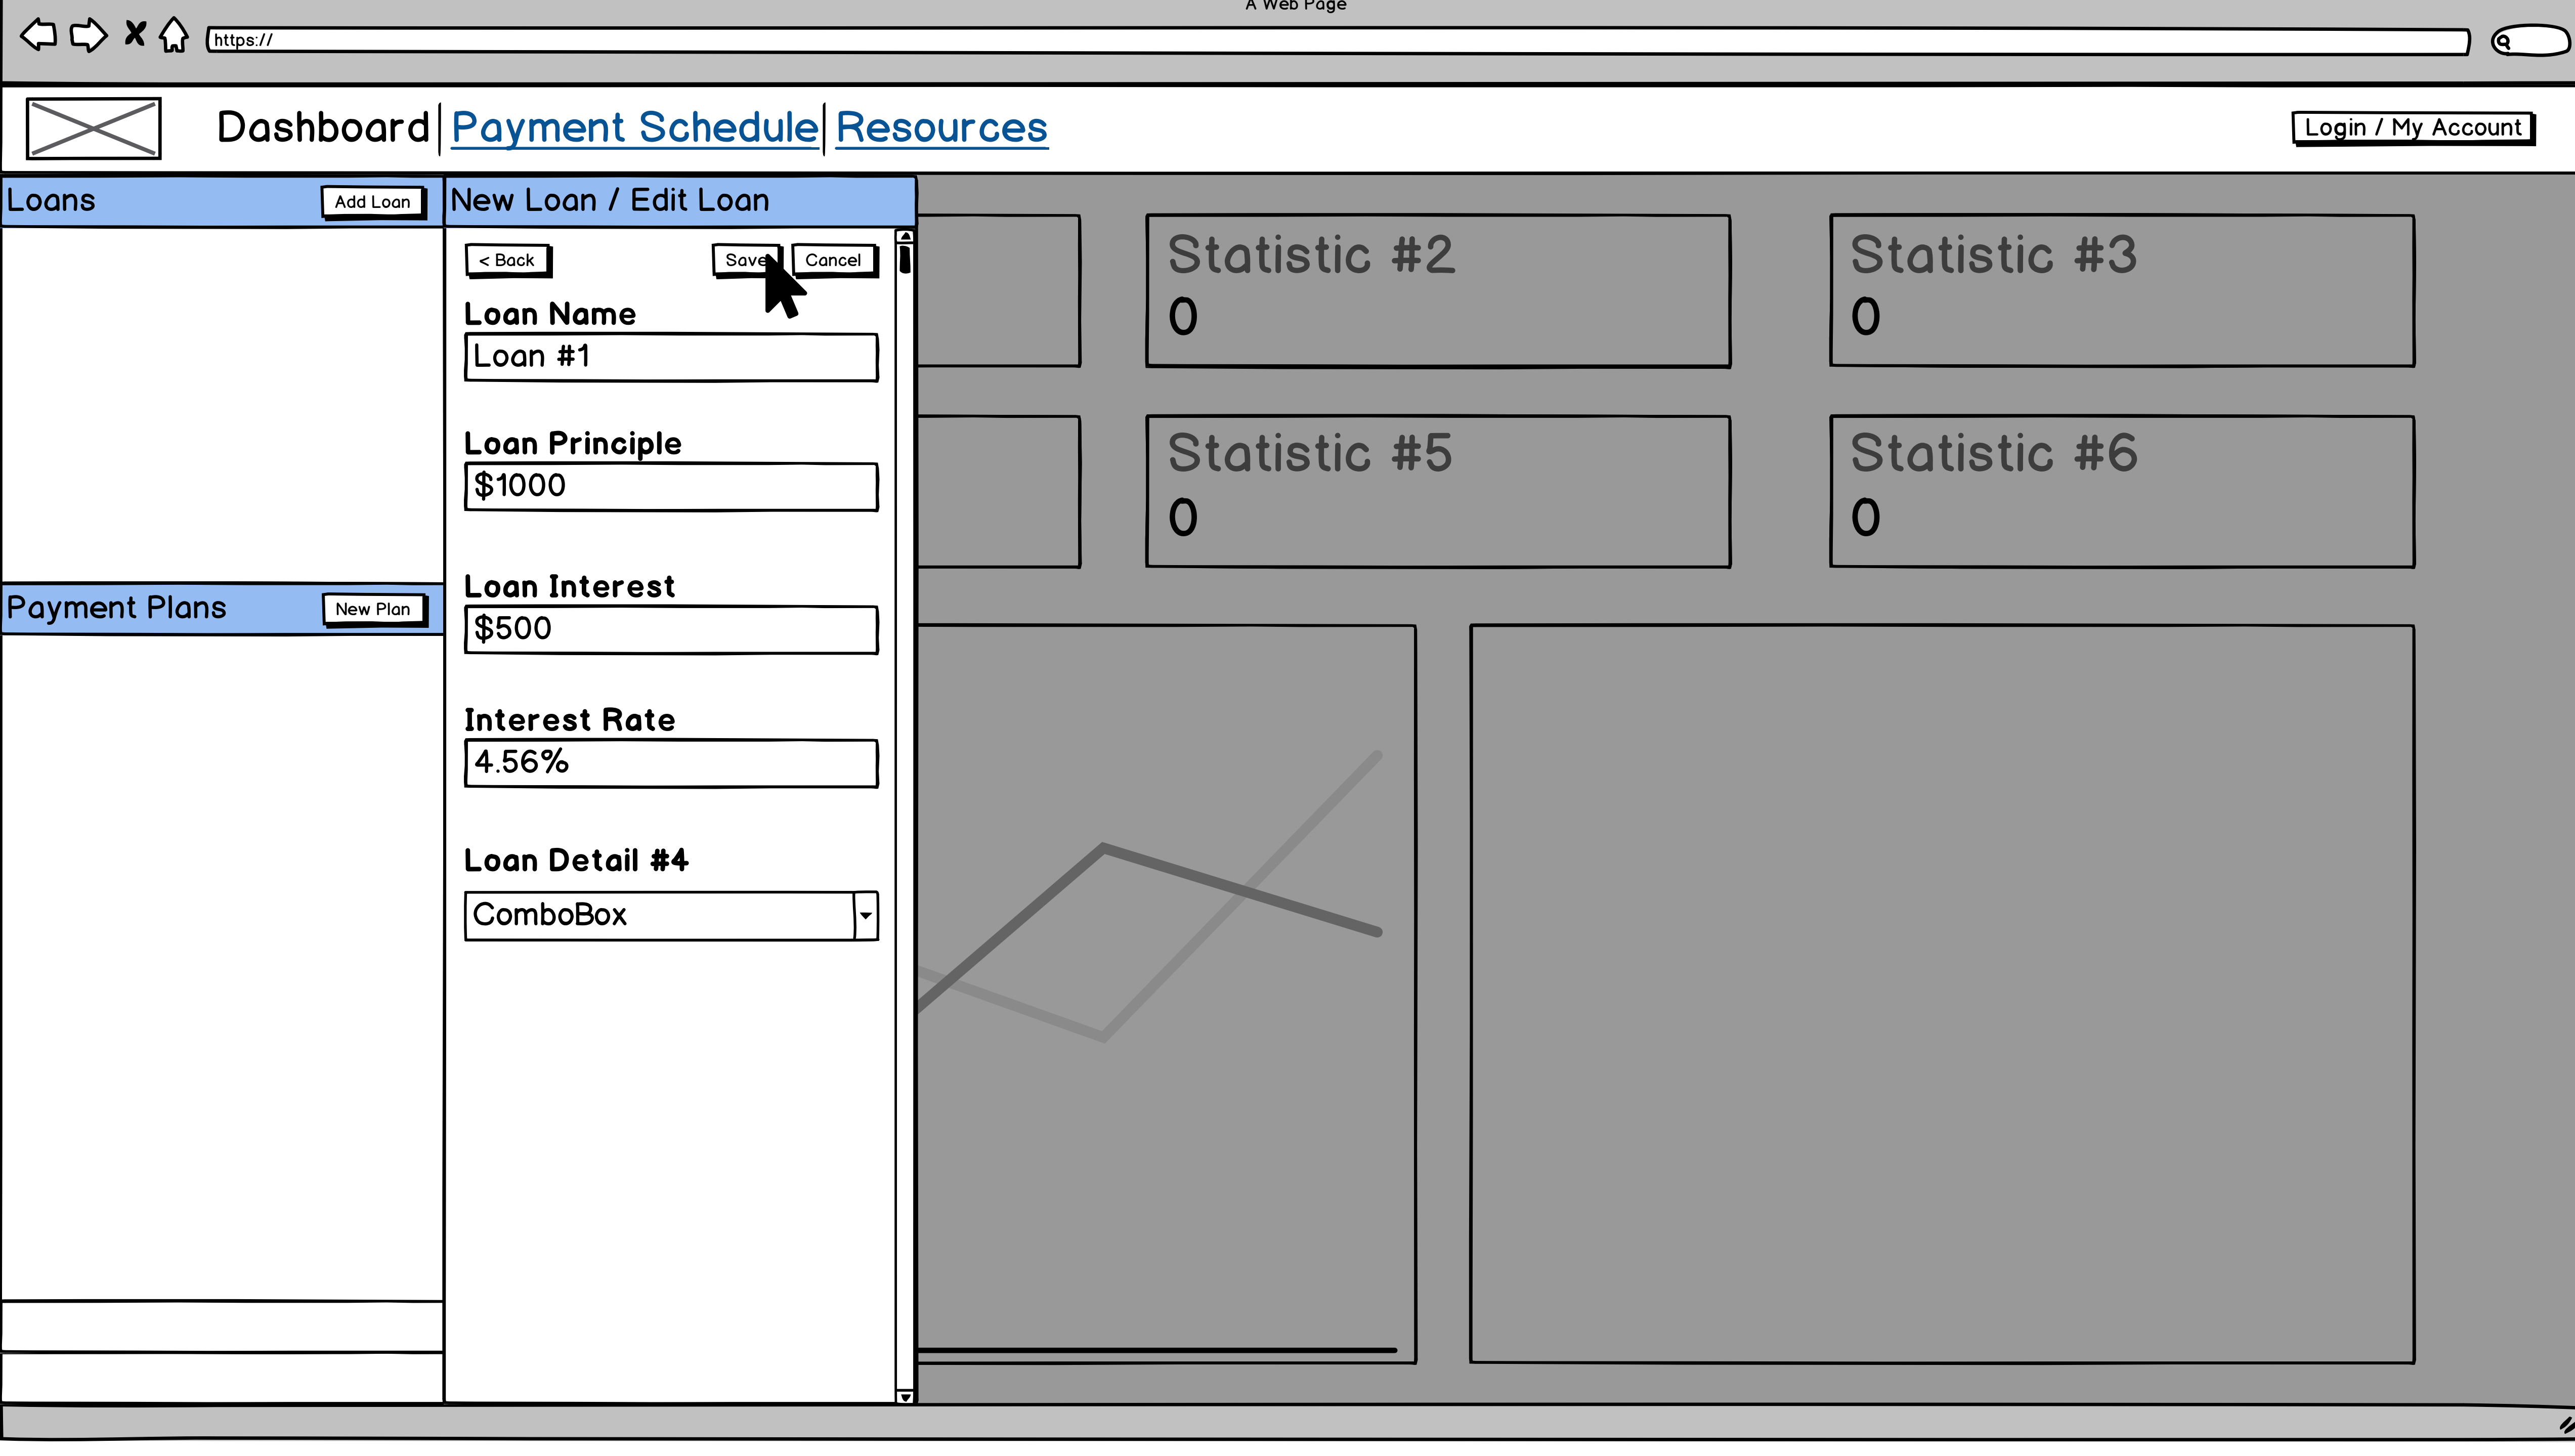 A Web Page
https://
Dashboard Payment Schedule Resources
Login / My Account
Loans Add Loan
New Loan / Edit Loan
< Back Save Cancel
Loan Name
Loan #1
Loan Principle
$1000
Loan Interest
$500
Interest Rate
4.56%
Loan Detail #4
ComboBox
Payment Plans New Plan
Statistic #2
0
Statistic #3
0
Statistic #5
0
Statistic #6
0